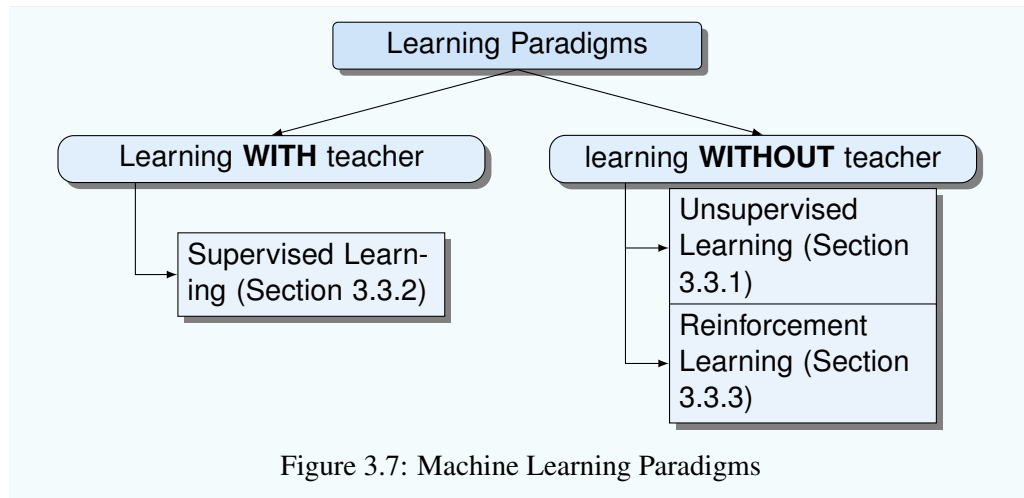 Learning Paradigms
Learning WITH teacher
learning WITHOUT teacher
Supervised Learn-
ing (Section 3.3.2)
Unsupervised
Learning (Section
3.3.1)
Reinforcement
Learning (Section
3.3.3)
Figure 3.7: Machine Learning Paradigms